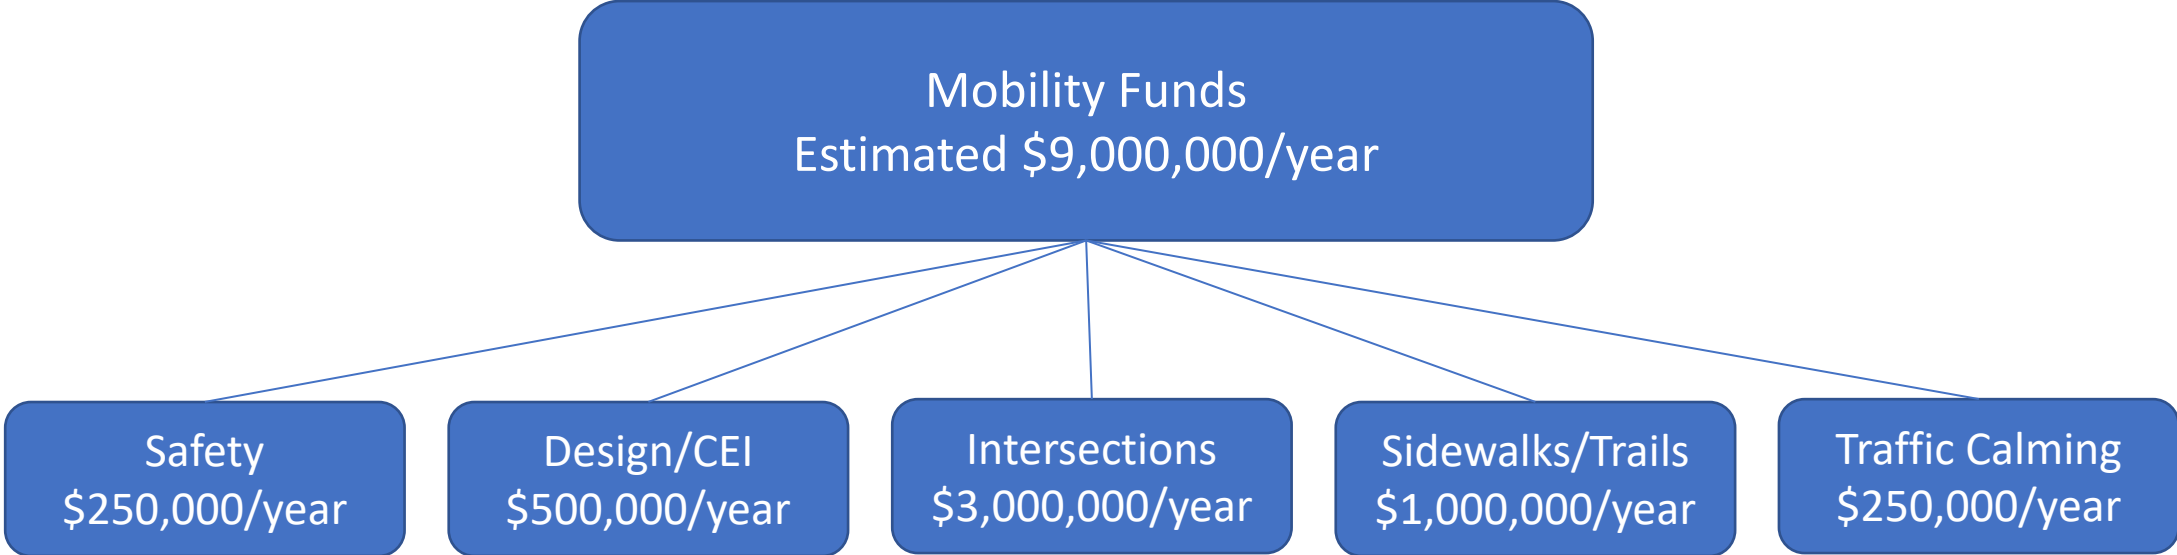 Mobility Funds
Estimated $9,000,000/year
Safety
$250,000/year
Design/CEI
$500,000/year
Intersections
$3,000,000/year
Sidewalks/Trails
$1,000,000/year
Traffic Calming
$250,000/year